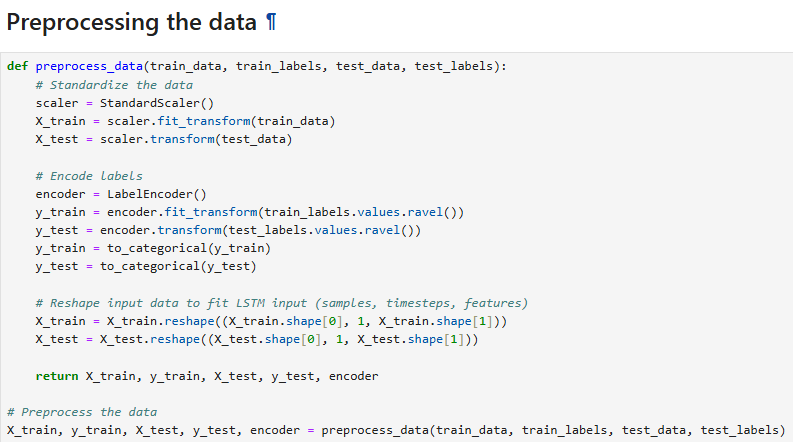 Preprocessing the data ¶
def preprocess_data(train_data, train_labels, test_data, test_labels):
    # Standardize the data
    scaler = StandardScaler()
    X_train = scaler.fit_transform(train_data)
    X_test = scaler.transform(test_data)

    # Encode labels
    encoder = LabelEncoder()
    y_train = encoder.fit_transform(train_labels.values.ravel())
    y_test = encoder.transform(test_labels.values.ravel())
    y_train = to_categorical(y_train)
    y_test = to_categorical(y_test)

    # Reshape input data to fit LSTM input (samples, timesteps, features)
    X_train = X_train.reshape((X_train.shape[0], 1, X_train.shape[1]))
    X_test = X_test.reshape((X_test.shape[0], 1, X_test.shape[1]))

    return X_train, y_train, X_test, y_test, encoder

# Preprocess the data
X_train, y_train, X_test, y_test, encoder = preprocess_data(train_data, train_labels, test_data, test_labels)